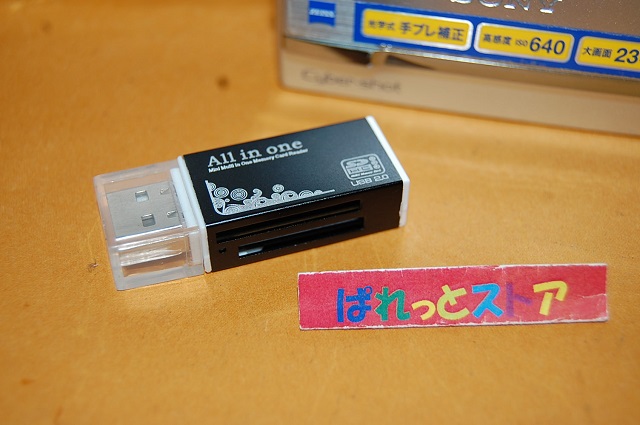 SONY
ZEISS
光学式 手ブレ補正
高感度 ISO 640
大画面 23
Cyber-shot
All in one
Mini Multi in One Memory Card Reader
USB 2.0
ぱれっとストア